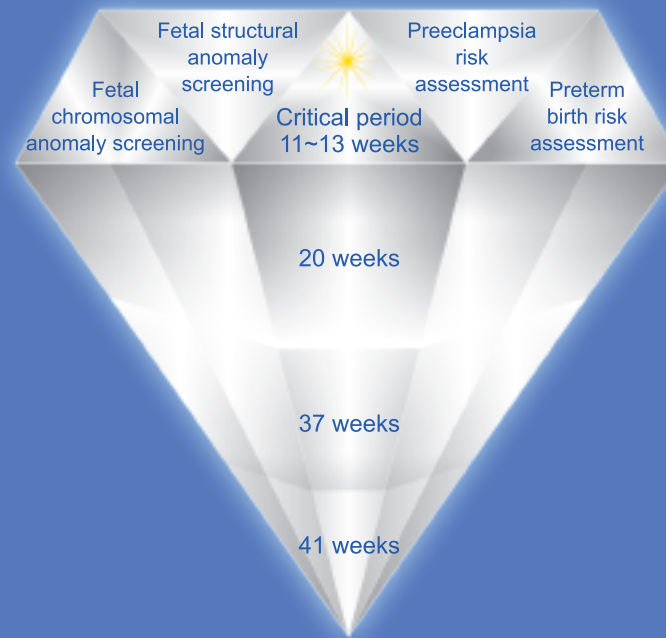 Fetal structural
anomaly
screening
Preeclampsia
risk
assessment
Fetal
chromosomal
anomaly screening
Critical period
11~13 weeks
Preterm
birth risk
assessment
20 weeks
37 weeks
41 weeks